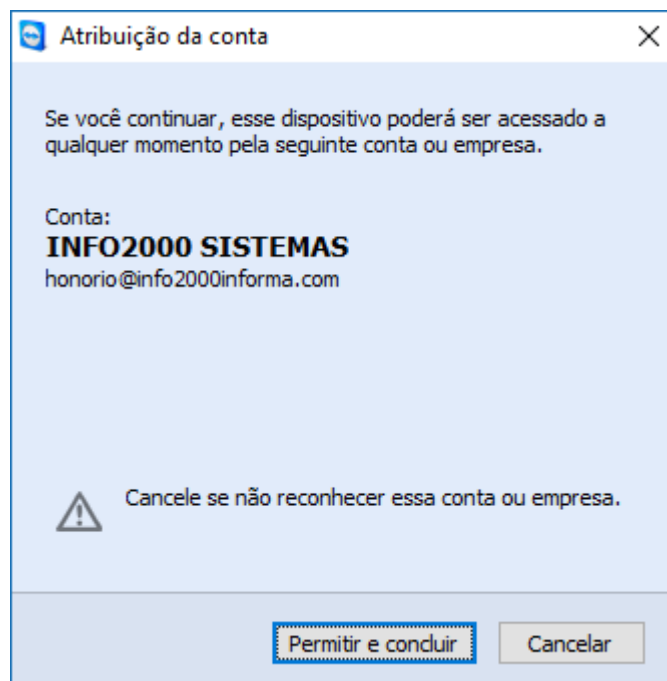 Atribuição da conta
Se você continuar, esse dispositivo poderá ser acessado a
qualquer momento pela seguinte conta ou empresa.
Conta:
INFO2000 SISTEMAS
honorio@info2000informa.com
Cancele se não reconhecer essa conta ou empresa.
Permitir e concluir
Cancelar